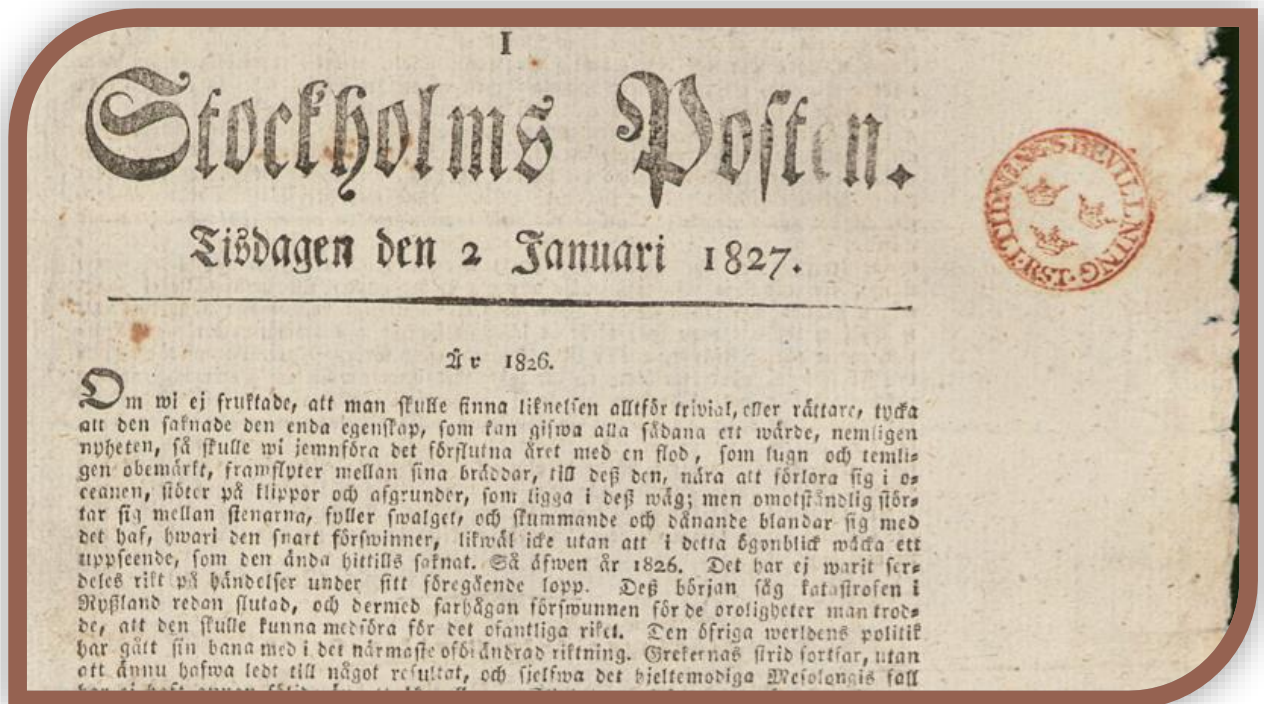 I
Stockholms Posten.
Tisdagen den 2 Januari 1827.
TIDNINGSBEVILLNING. 1 RST.
År 1826.
Om wi ej fruktade, att man skulle finna liknelsen alltför trivial, eller rättare, tycka
att den saknade den enda egenskap, som kan gifwa alla sådana ett wärde, nemligen
nyheten, så skulle wi jemnföra det förflutna året med en flod, som lugn och temli-
gen obemärkt, framflyter mellan sina bräddar, till deß den, nära att förlora sig i o-
ceanen, stöter på klippor och afgrunder, som ligga i deß wäg; men omotståndlig stör-
tar sig mellan stenarna, fyller swalget, och skummande och dånande blandar sig med
det haf, hwari den snart förswinner, likwäl icke utan att i detta ögonblick wäcka ett
uppseende, som den ända hittills saknat. Så äfwen år 1826. Det har ej warit ser-
deles rikt på händelser under sitt föregående lopp. Deß början såg katastrofen i
Ryßland redan slutad, och dermed farhågan förswunnen för de oroligheter man trod-
de, att den skulle kunna medföra för det ofantliga riket. Den öfriga werldens politik
har gått sin bana med i det närmaste oförändrad riktning. Grekernas strid fortfar, utan
att ännu hafwa ledt till något resultat, och sjelfwa det hjeltemodiga Mesolongis fall